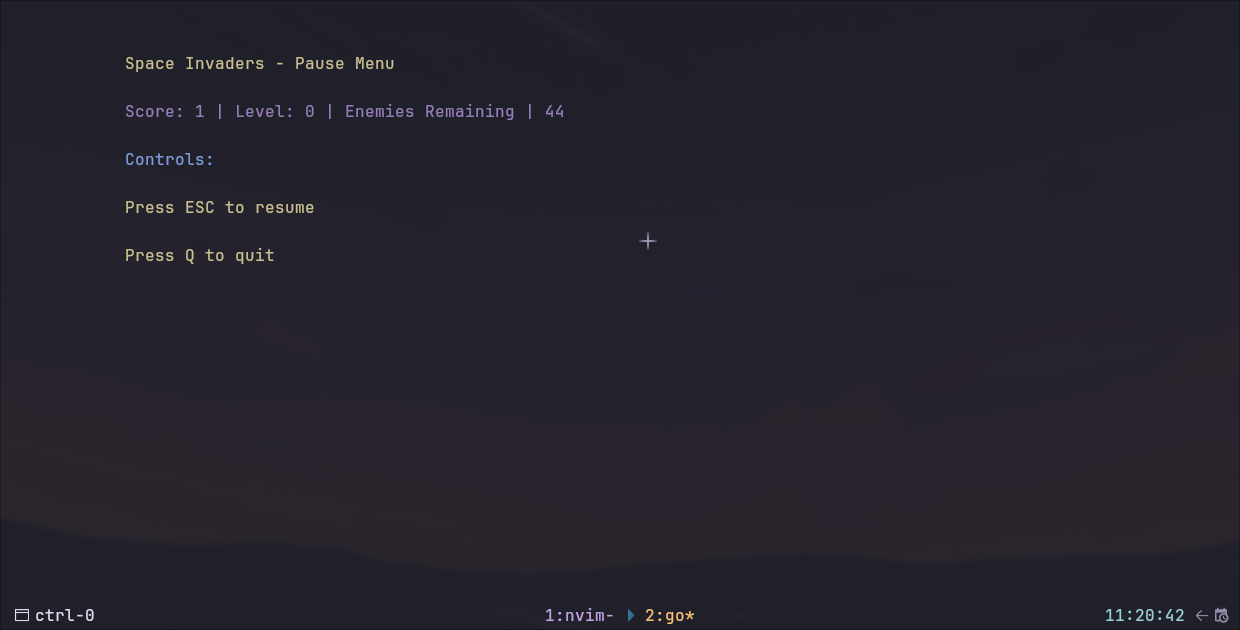 Space Invaders - Pause Menu
Score: 1 | Level: 0 | Enemies Remaining | 44
Controls:
Press ESC to resume
Press Q to quit
ctrl-0 1:nvim- 2:go* 11:20:42